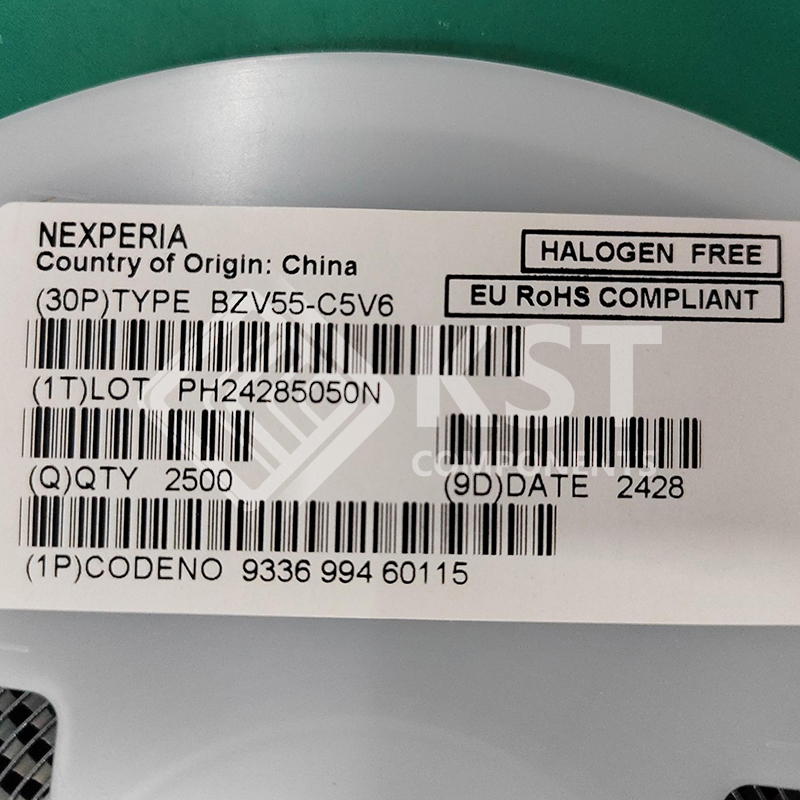 NEXPERIA
Country of Origin: China
HALOGEN FREE
EU RoHS COMPLIANT
(30P)TYPE BZV55-C5V6
(1T)LOT PH24285050N
(Q)QTY 2500
(9D)DATE 2428
(1P)CODENO 9336 994 60115
KST
COMPONENTS